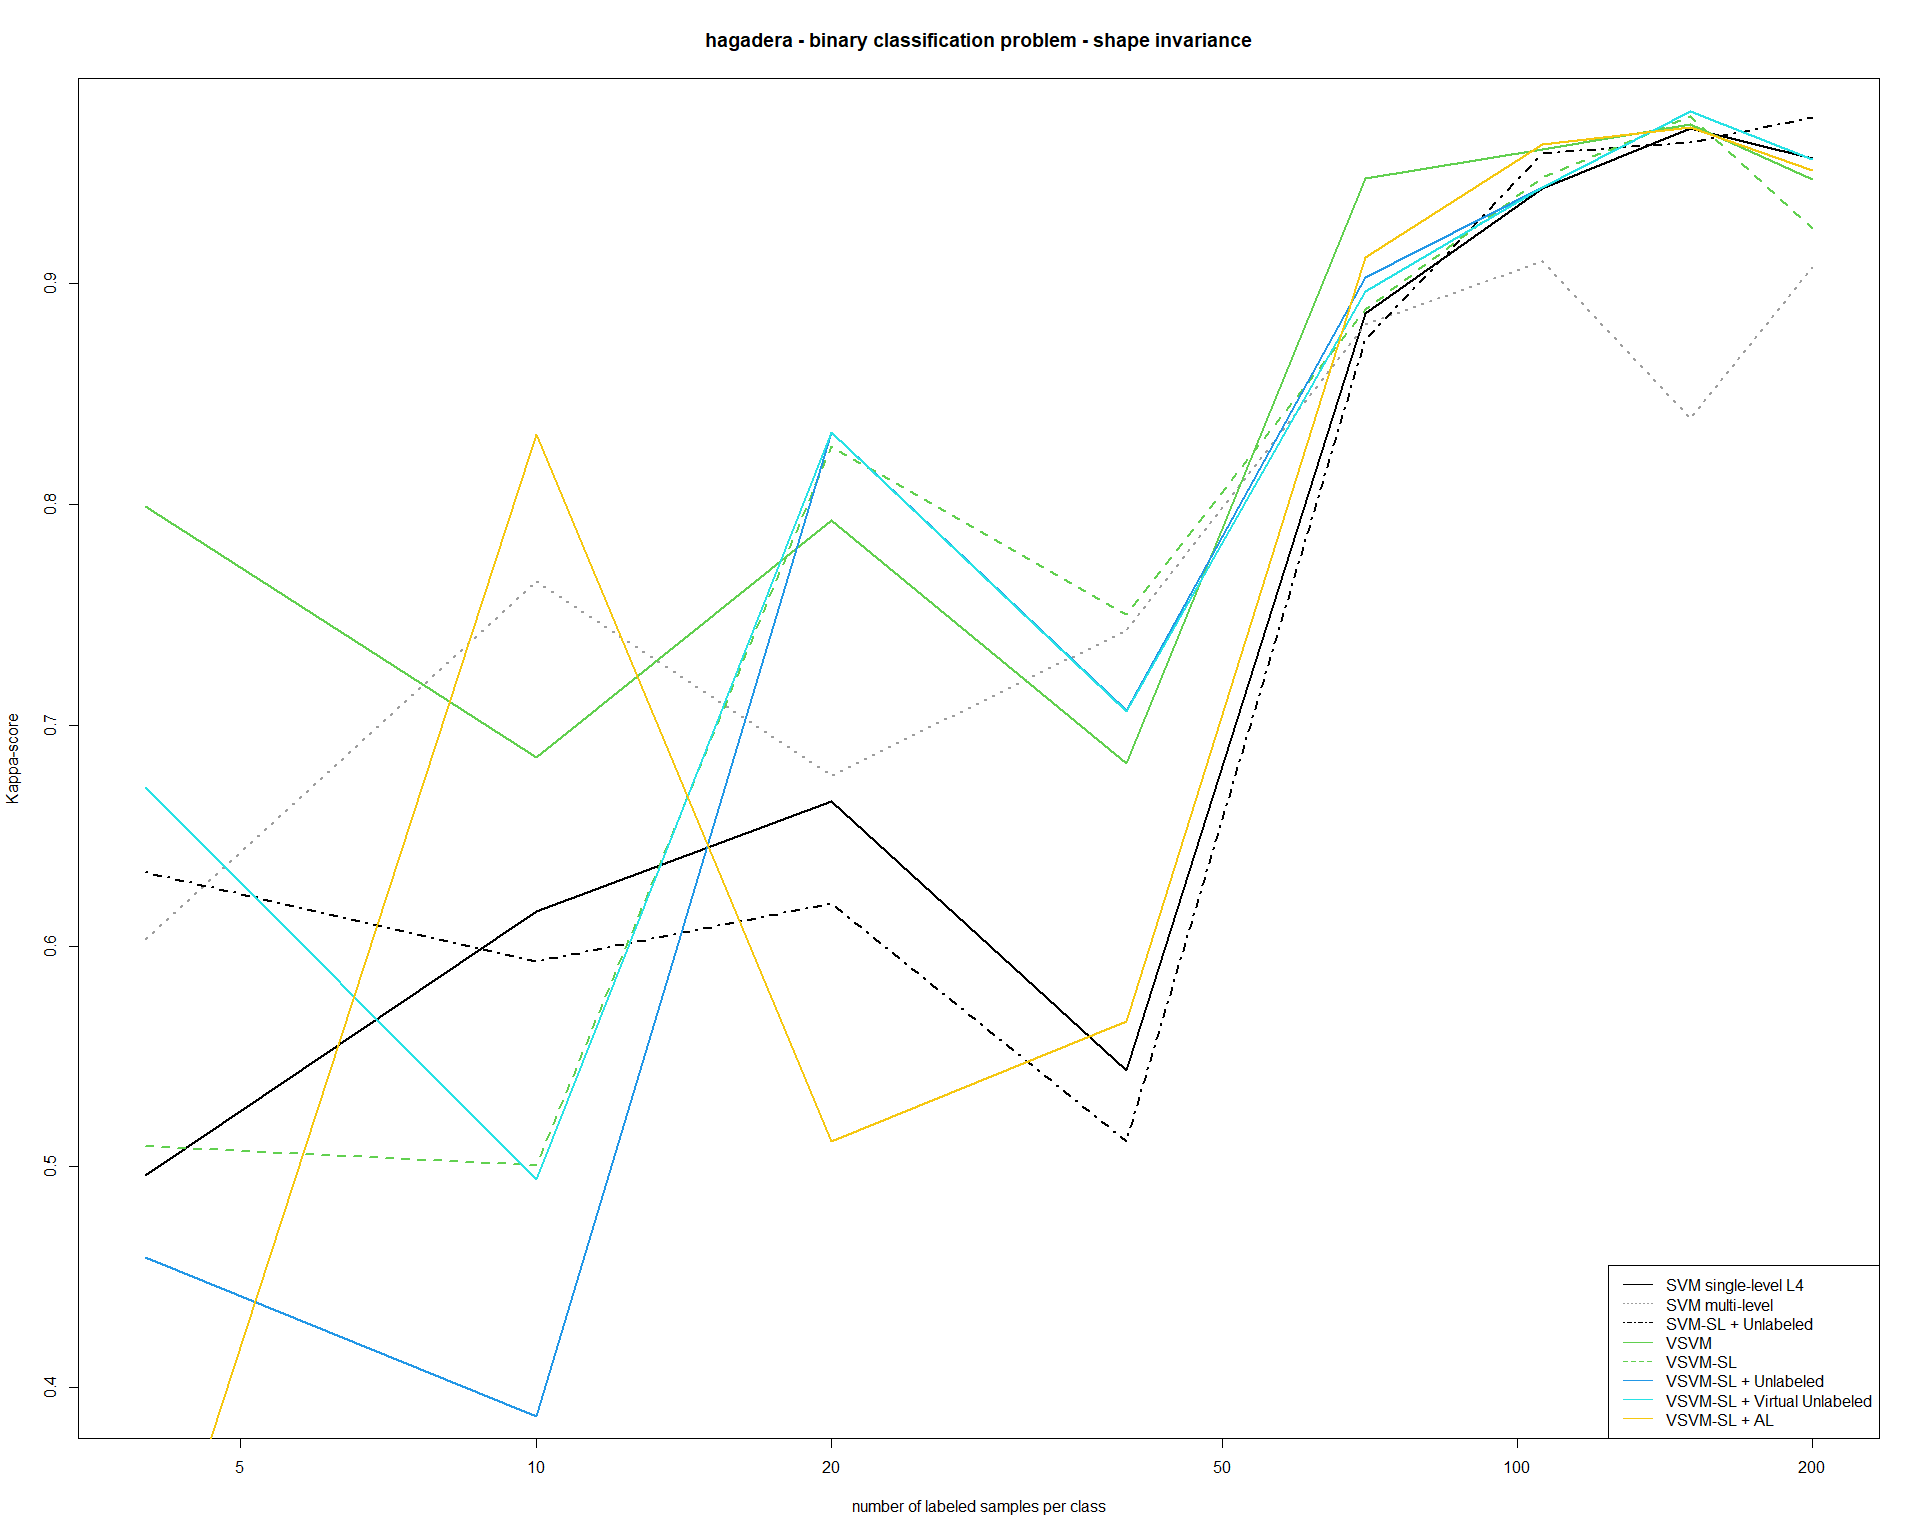 hagadera - binary classification problem - shape invariance
Kappa-score
0.9
0.8
0.7
0.6
0.5
0.4
SVM single-level L4
SVM multi-level
SVM-SL + Unlabeled
VSVM
VSVM-SL
VSVM-SL + Unlabeled
VSVM-SL + Virtual Unlabeled
VSVM-SL + AL
5 10 20 50 100 200
number of labeled samples per class